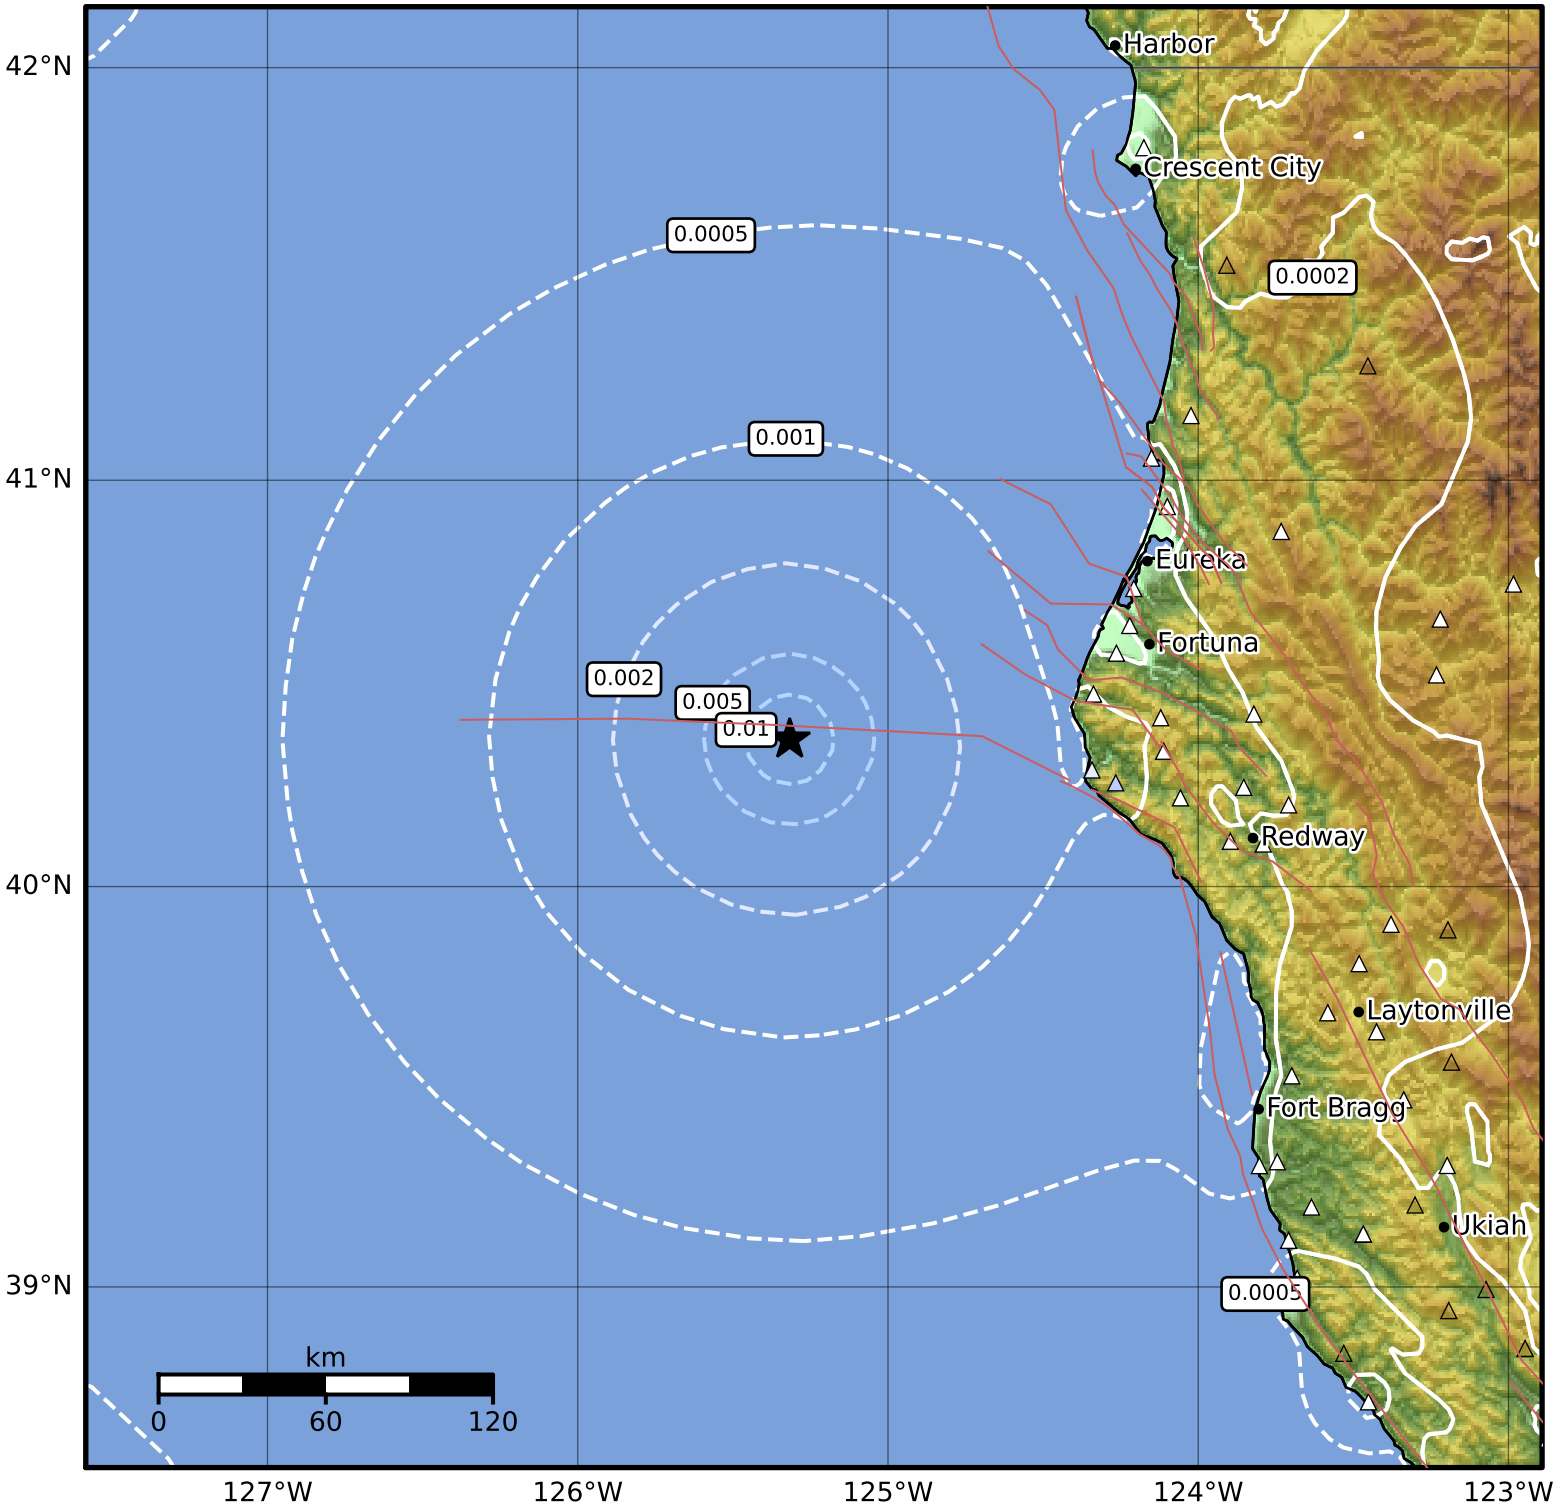 Harbor
42°N
Crescent City
0.0005
0.0002
0.001
41°N
Eureka
Fortuna
0.002
0.005
0.01
Redway
40°N
Laytonville
Fort Bragg
Ukiah
39°N
0.0005
km
0 60 120
127°W 126°W 125°W 124°W 123°W